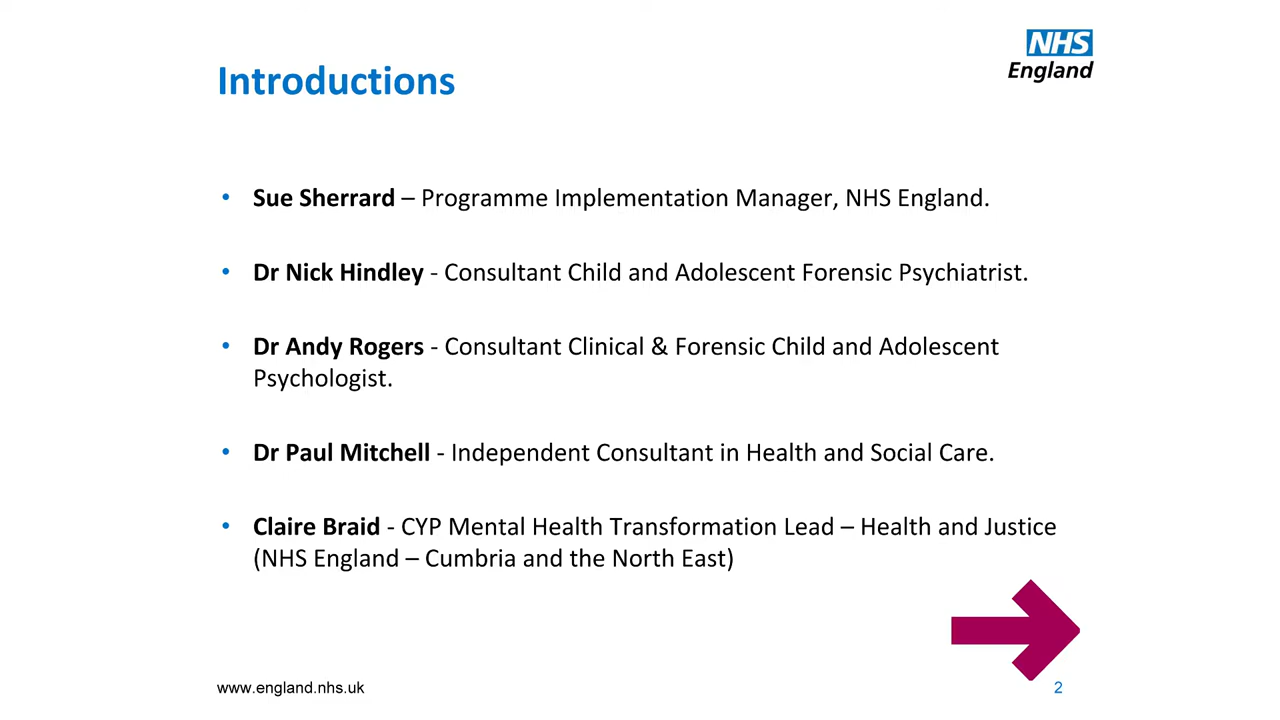 NHS
England
Introductions
• Sue Sherrard – Programme Implementation Manager, NHS England.
• Dr Nick Hindley - Consultant Child and Adolescent Forensic Psychiatrist.
• Dr Andy Rogers - Consultant Clinical & Forensic Child and Adolescent
Psychologist.
• Dr Paul Mitchell - Independent Consultant in Health and Social Care.
• Claire Braid - CYP Mental Health Transformation Lead – Health and Justice
(NHS England – Cumbria and the North East)
www.england.nhs.uk
2